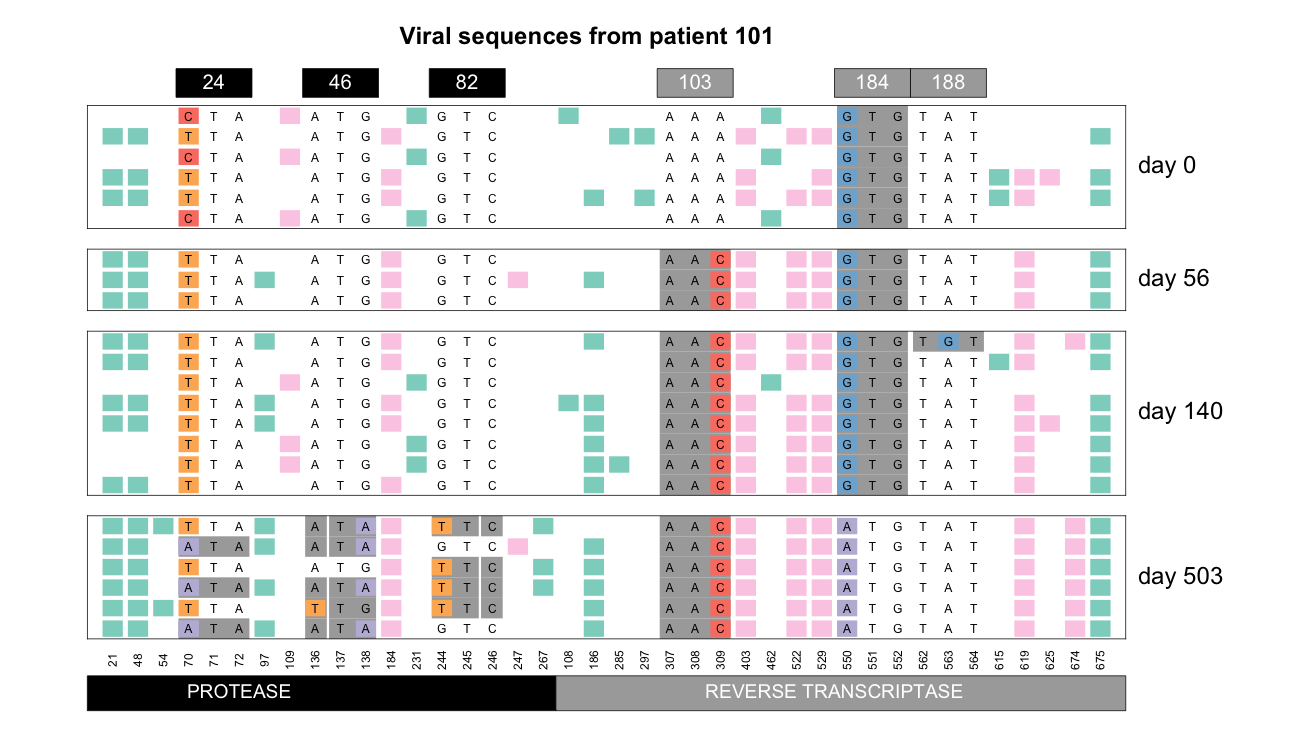 Viral sequences from patient 101
24 46 82 103 184 188
C T A A T G G T C A A A G T G T A T
T T A A T G G T C A A A G T G T A T
C T A A T G G T C A A A G T G T A T
T T A A T G G T C A A A G T G T A T
T T A A T G G T C A A A G T G T A T
C T A A T G G T C A A A G T G T A T
day 0
T T A A T G G T C A A C G T G T A T
T T A A T G G T C A A C G T G T A T
T T A A T G G T C A A C G T G T A T
day 56
T T A A T G G T C A A C G T G T G T
T T A A T G G T C A A C G T G T A T
T T A A T G G T C A A C G T G T A T
T T A A T G G T C A A C G T G T A T
T T A A T G G T C A A C G T G T A T
T T A A T G G T C A A C G T G T A T
T T A A T G G T C A A C G T G T A T
T T A A T G G T C A A C G T G T A T
day 140
T T A A T A T T C A A C A T G T A T
A T A A T A G T C A A C A T G T A T
T T A A T G T T C A A C A T G T A T
A T A A T A T T C A A C A T G T A T
T T A T T G T T C A A C A T G T A T
A T A A T A G T C A A C A T G T A T
day 503
21 48 54 70 71 72 97 109 136 137 138 184 231 244 245 246 247 267 108 186 285 297 307 308 309 403 462 522 529 550 551 552 562 563 564 615 619 625 674 675
PROTEASE REVERSE TRANSCRIPTASE